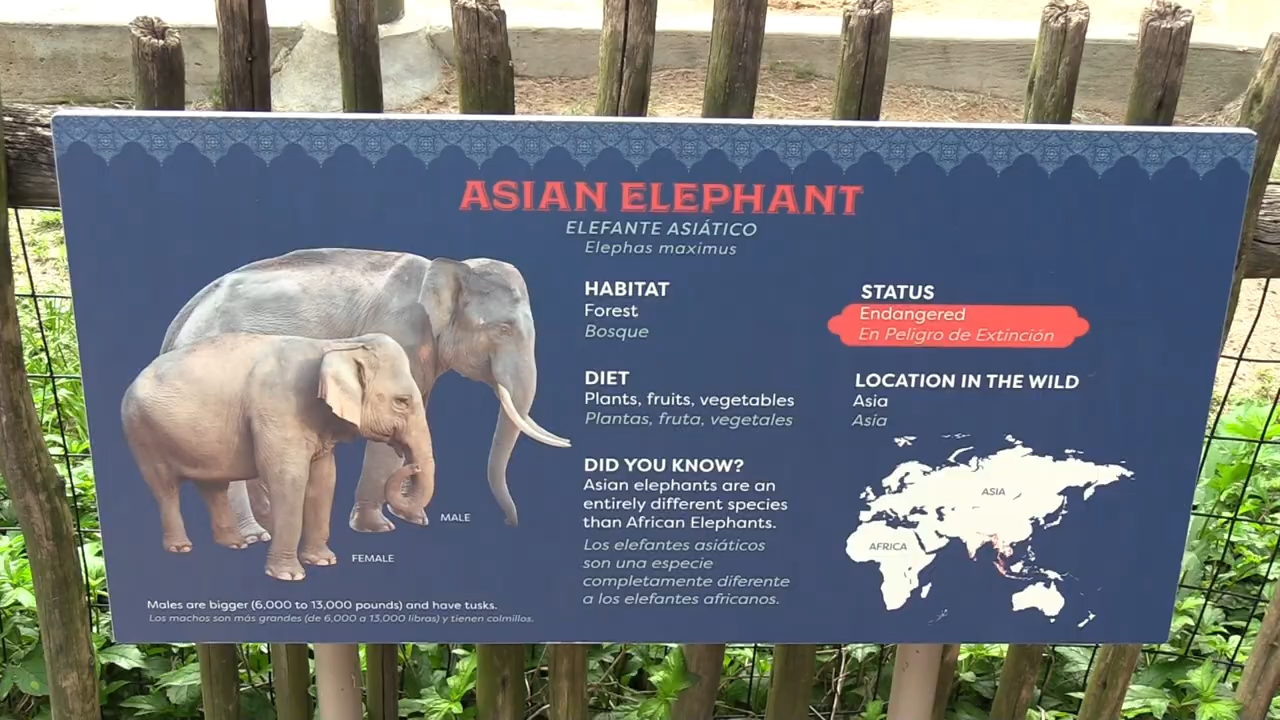 ASIAN ELEPHANT
ELEFANTE ASIÁTICO
Elephas maximus
HABITAT
Forest
Bosque
DIET
Plants, fruits, vegetables
Plantas, fruta, vegetales
DID YOU KNOW?
Asian elephants are an
entirely different species
than African Elephants.
Los elefantes asiáticos
son una especie
completamente diferente
a los elefantes africanos.
STATUS
Endangered
En Peligro de Extinción
LOCATION IN THE WILD
Asia
Asia
ASIA
AFRICA
MALE
FEMALE
Males are bigger (6,000 to 13,000 pounds) and have tusks.
Los machos son más grandes (de 6,000 a 13,000 libras) y tienen colmillos.